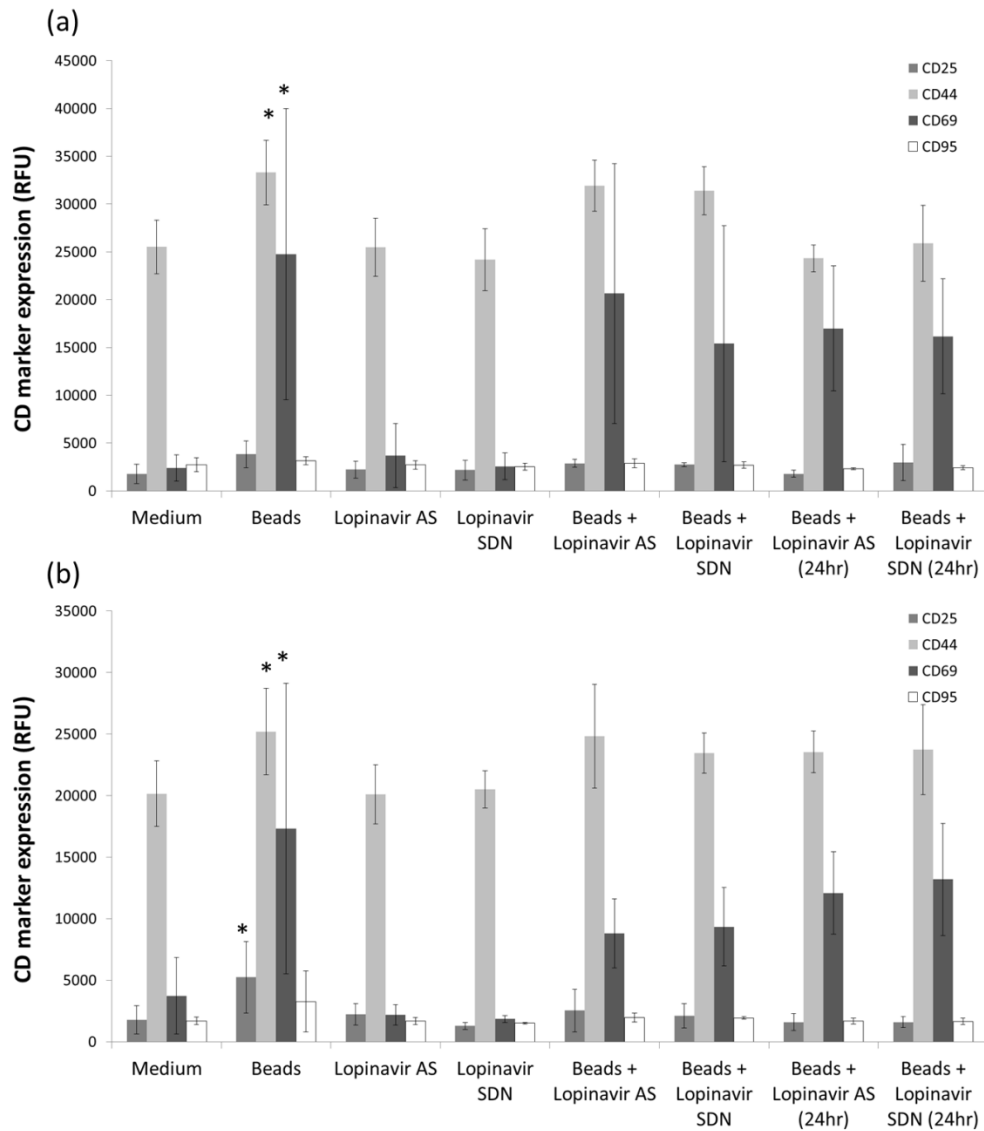 (a)
CD marker expression (RFU)
45000
40000
35000
30000
25000
20000
15000
10000
5000
0
* *
CD25
CD44
CD69
CD95
Medium
Beads
Lopinavir AS
Lopinavir
SDN
Beads +
Lopinavir AS
Beads +
Lopinavir
SDN
Beads +
Lopinavir AS
(24hr)
Beads +
Lopinavir
SDN (24hr)
(b)
CD marker expression (RFU)
35000
30000
25000
20000
15000
10000
5000
0
* * *
CD25
CD44
CD69
CD95
Medium
Beads
Lopinavir AS
Lopinavir
SDN
Beads +
Lopinavir AS
Beads +
Lopinavir
SDN
Beads +
Lopinavir AS
(24hr)
Beads +
Lopinavir
SDN (24hr)